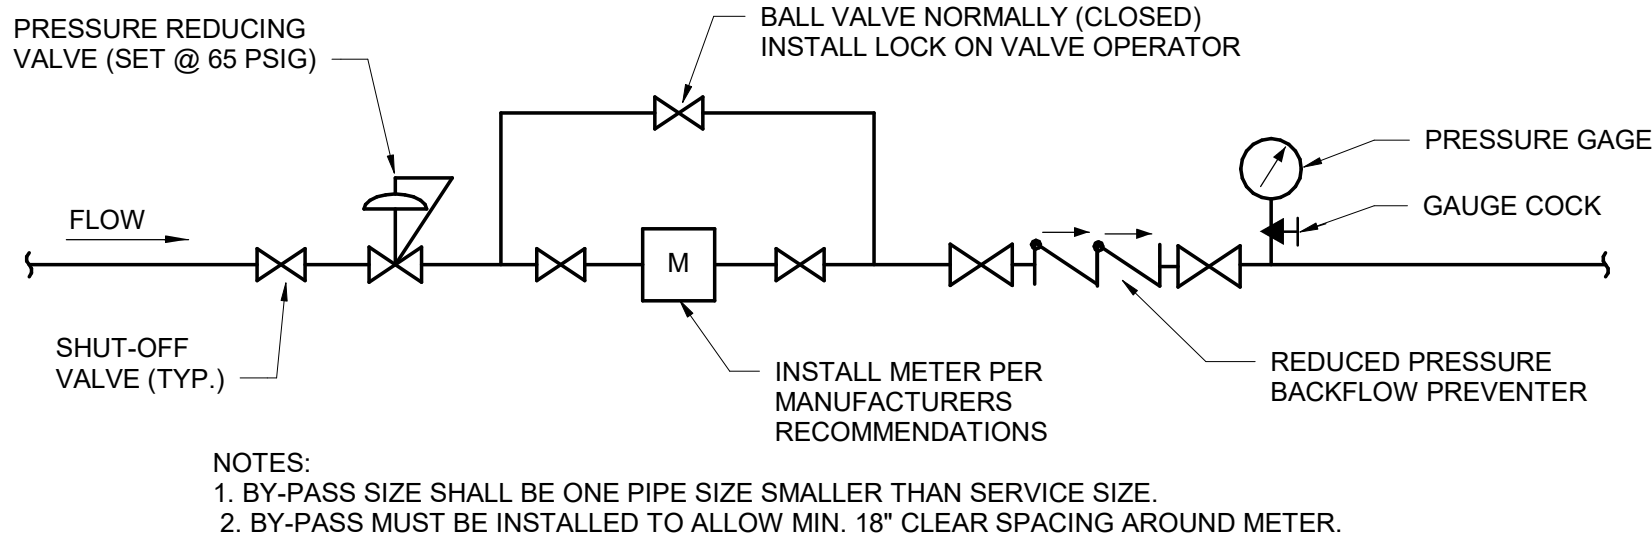 PRESSURE REDUCING
VALVE (SET @ 65 PSIG)
BALL VALVE NORMALLY (CLOSED)
INSTALL LOCK ON VALVE OPERATOR
PRESSURE GAGE
GAUGE COCK
FLOW
M
SHUT-OFF
VALVE (TYP.)
INSTALL METER PER
MANUFACTURERS
RECOMMENDATIONS
REDUCED PRESSURE
BACKFLOW PREVENTER
NOTES:
1. BY-PASS SIZE SHALL BE ONE PIPE SIZE SMALLER THAN SERVICE SIZE.
2. BY-PASS MUST BE INSTALLED TO ALLOW MIN. 18" CLEAR SPACING AROUND METER.